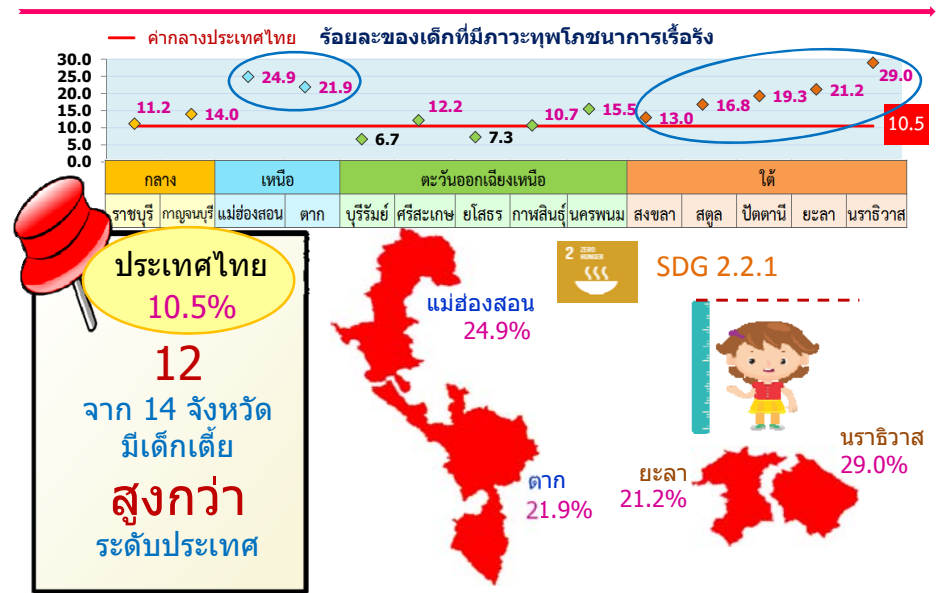 ค่ากลางประเทศไทย ร้อยละของเด็กที่มีภาวะทุพโภชนาการเรื้อรัง
30.0
25.0
20.0
15.0
10.0
5.0
0.0
11.2 14.0 24.9 21.9 6.7 12.2 7.3 10.7 15.5 13.0 16.8 19.3 21.2 29.0
10.5
กลาง เหนือ ตะวันออกเฉียงเหนือ ใต้
ราชบุรี กาญจนบุรี แม่ฮ่องสอน ตาก บุรีรัมย์ ศรีสะเกษ ยโสธร กาฬสินธุ์ นครพนม สงขลา สตูล ปัตตานี ยะลา นราธิวาส
ประเทศไทย
10.5%
12
จาก 14 จังหวัด
มีเด็กเตี้ย
สูงกว่า
ระดับประเทศ
แม่ฮ่องสอน
24.9%
ตาก
21.9%
2 ZERO
HUNGER
SDG 2.2.1
ยะลา
21.2%
นราธิวาส
29.0%